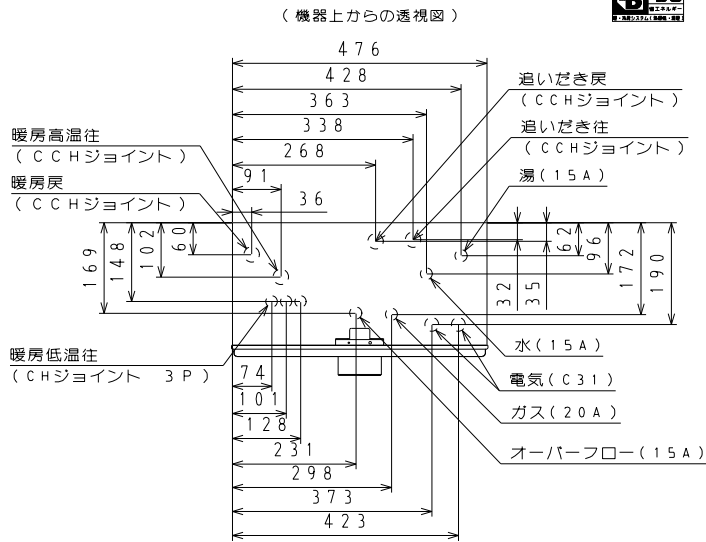 (機器上からの透視図)
476
428
363
338
268
91
36
追いだき戻
(CCHジョイント)
追いだき往
(CCHジョイント)
湯(15A)
暖房高温往
(CCHジョイント)
暖房戻
(CCHジョイント)
169
148
102
60
32
35
62
96
172
190
暖房低温往
(CHジョイント 3P)
74
101
128
231
298
373
423
水(15A)
電気(C31)
ガス(20A)
オーバーフロー(15A)